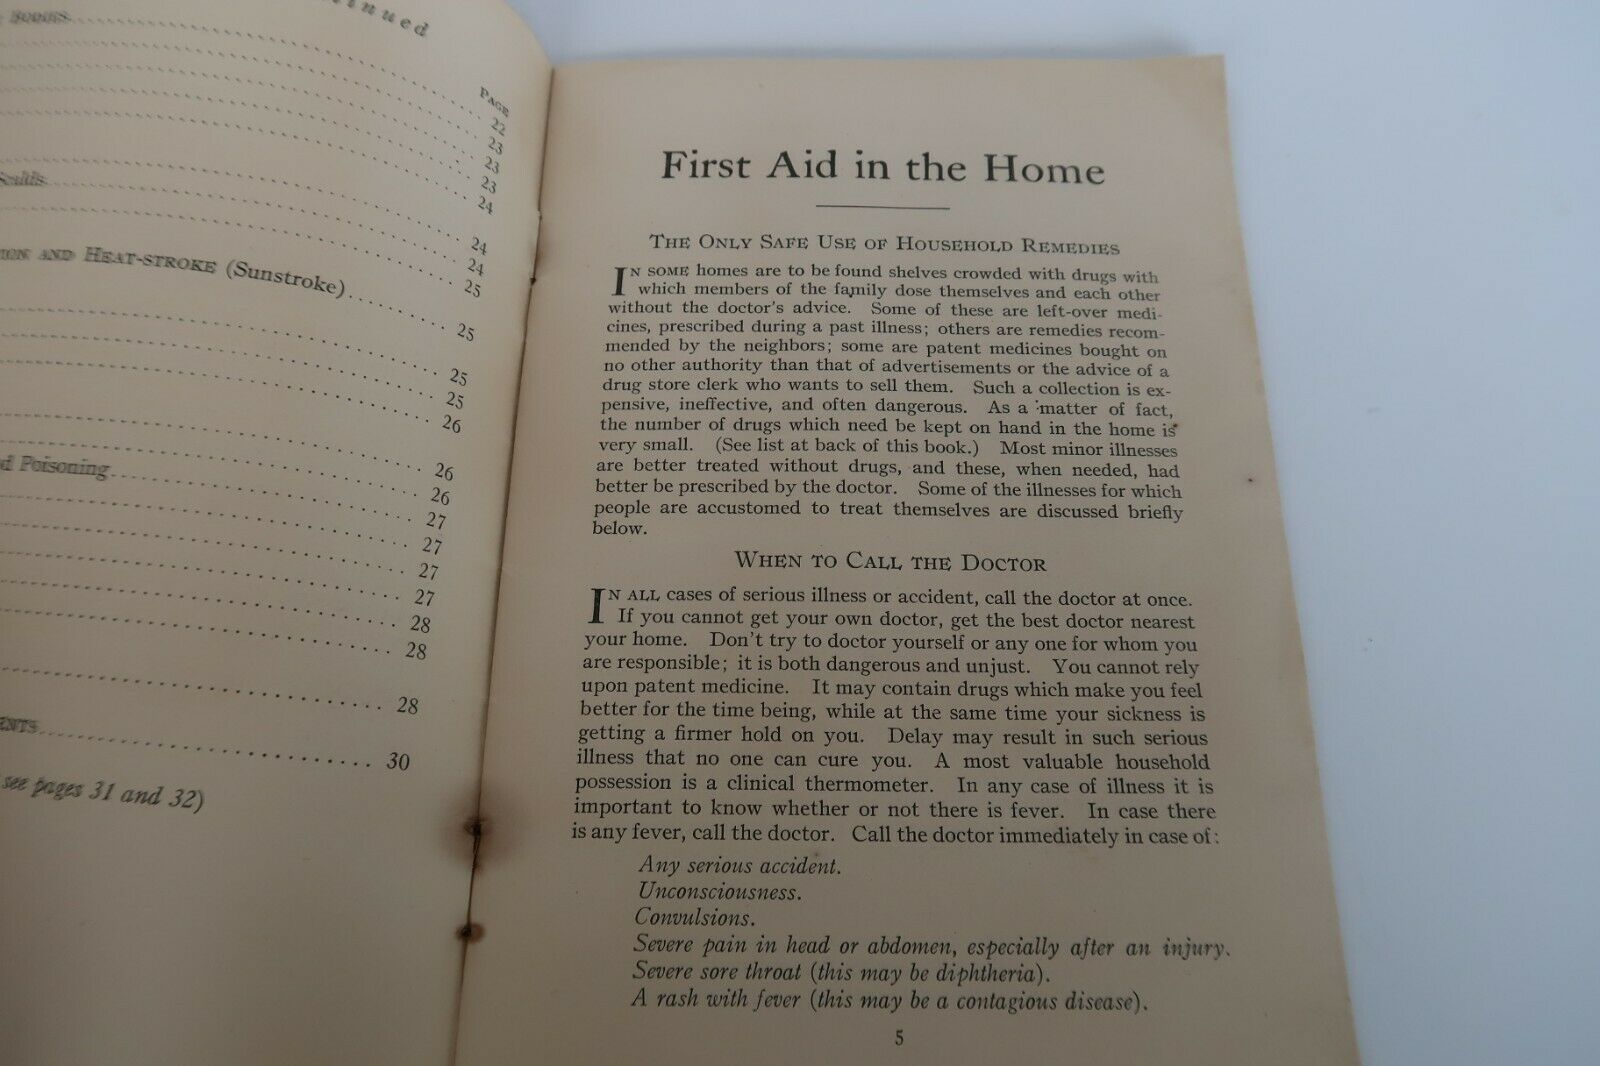 tinued
Bodies
Page
22
23
23
23
Scalds
24
24
24
25
ion and Heat-stroke (Sunstroke)
25
25
25
26
26
d Poisoning
26
27
27
27
27
28
28
28
ents
30
see pages 31 and 32)
First Aid in the Home
The Only Safe Use of Household Remedies
In some homes are to be found shelves crowded with drugs with
which members of the family dose themselves and each other
without the doctor's advice. Some of these are left-over medi-
cines, prescribed during a past illness; others are remedies recom-
mended by the neighbors; some are patent medicines bought on
no other authority than that of advertisements or the advice of a
drug store clerk who wants to sell them. Such a collection is ex-
pensive, ineffective, and often dangerous. As a matter of fact,
the number of drugs which need be kept on hand in the home is
very small. (See list at back of this book.) Most minor illnesses
are better treated without drugs, and these, when needed, had
better be prescribed by the doctor. Some of the illnesses for which
people are accustomed to treat themselves are discussed briefly
below.
When to Call the Doctor
In all cases of serious illness or accident, call the doctor at once.
If you cannot get your own doctor, get the best doctor nearest
your home. Don't try to doctor yourself or any one for whom you
are responsible; it is both dangerous and unjust. You cannot rely
upon patent medicine. It may contain drugs which make you feel
better for the time being, while at the same time your sickness is
getting a firmer hold on you. Delay may result in such serious
illness that no one can cure you. A most valuable household
possession is a clinical thermometer. In any case of illness it is
important to know whether or not there is fever. In case there
is any fever, call the doctor. Call the doctor immediately in case of:
Any serious accident.
Unconsciousness.
Convulsions.
Severe pain in head or abdomen, especially after an injury.
Severe sore throat (this may be diphtheria).
A rash with fever (this may be a contagious disease).
5